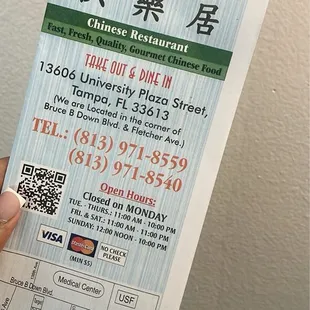 樂居
Chinese Restaurant
Fast, Fresh, Quality, Gourmet Chinese Food
TAKE OUT & DINE IN
13606 University Plaza Street,
Tampa, FL 33613
(We are Located in the corner of
Bruce B Down Blvd. & Fletcher Ave.)
TEL.: (813) 971-8559
(813) 971-8540
Open Hours:
Closed on MONDAY
TUE. - THURS.: 11:00 AM - 10:00 PM
FRI. & SAT.: 11:00 AM - 11:00 PM
SUNDAY: 12:00 NOON - 10:00 PM
VISA MasterCard NO CHECK
PLEASE
(MIN $5)
Bruce B Down Blvd.
Medical Center
USF